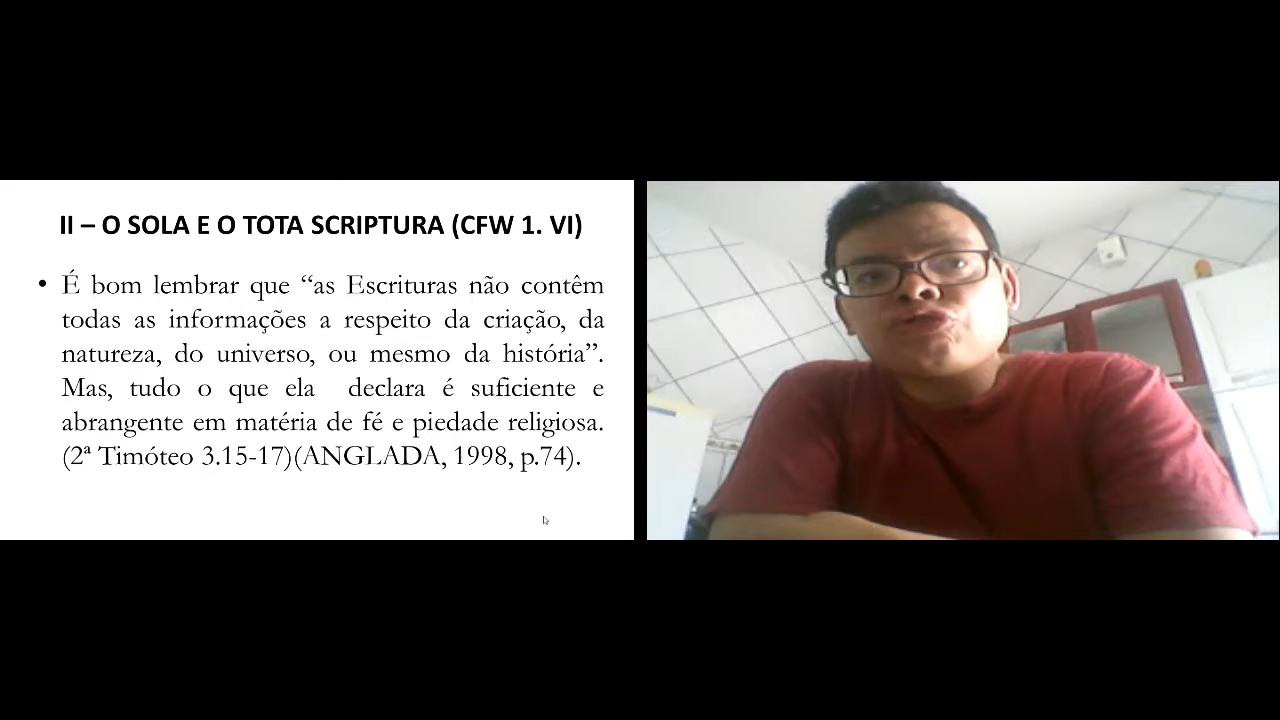 II – O SOLA E O TOTA SCRIPTURA (CFW 1. VI)
• É bom lembrar que “as Escrituras não contêm
todas as informações a respeito da criação, da
natureza, do universo, ou mesmo da história”.
Mas, tudo o que ela declara é suficiente e
abrangente em matéria de fé e piedade religiosa.
(2ª Timóteo 3.15-17)(ANGLADA, 1998, p.74).